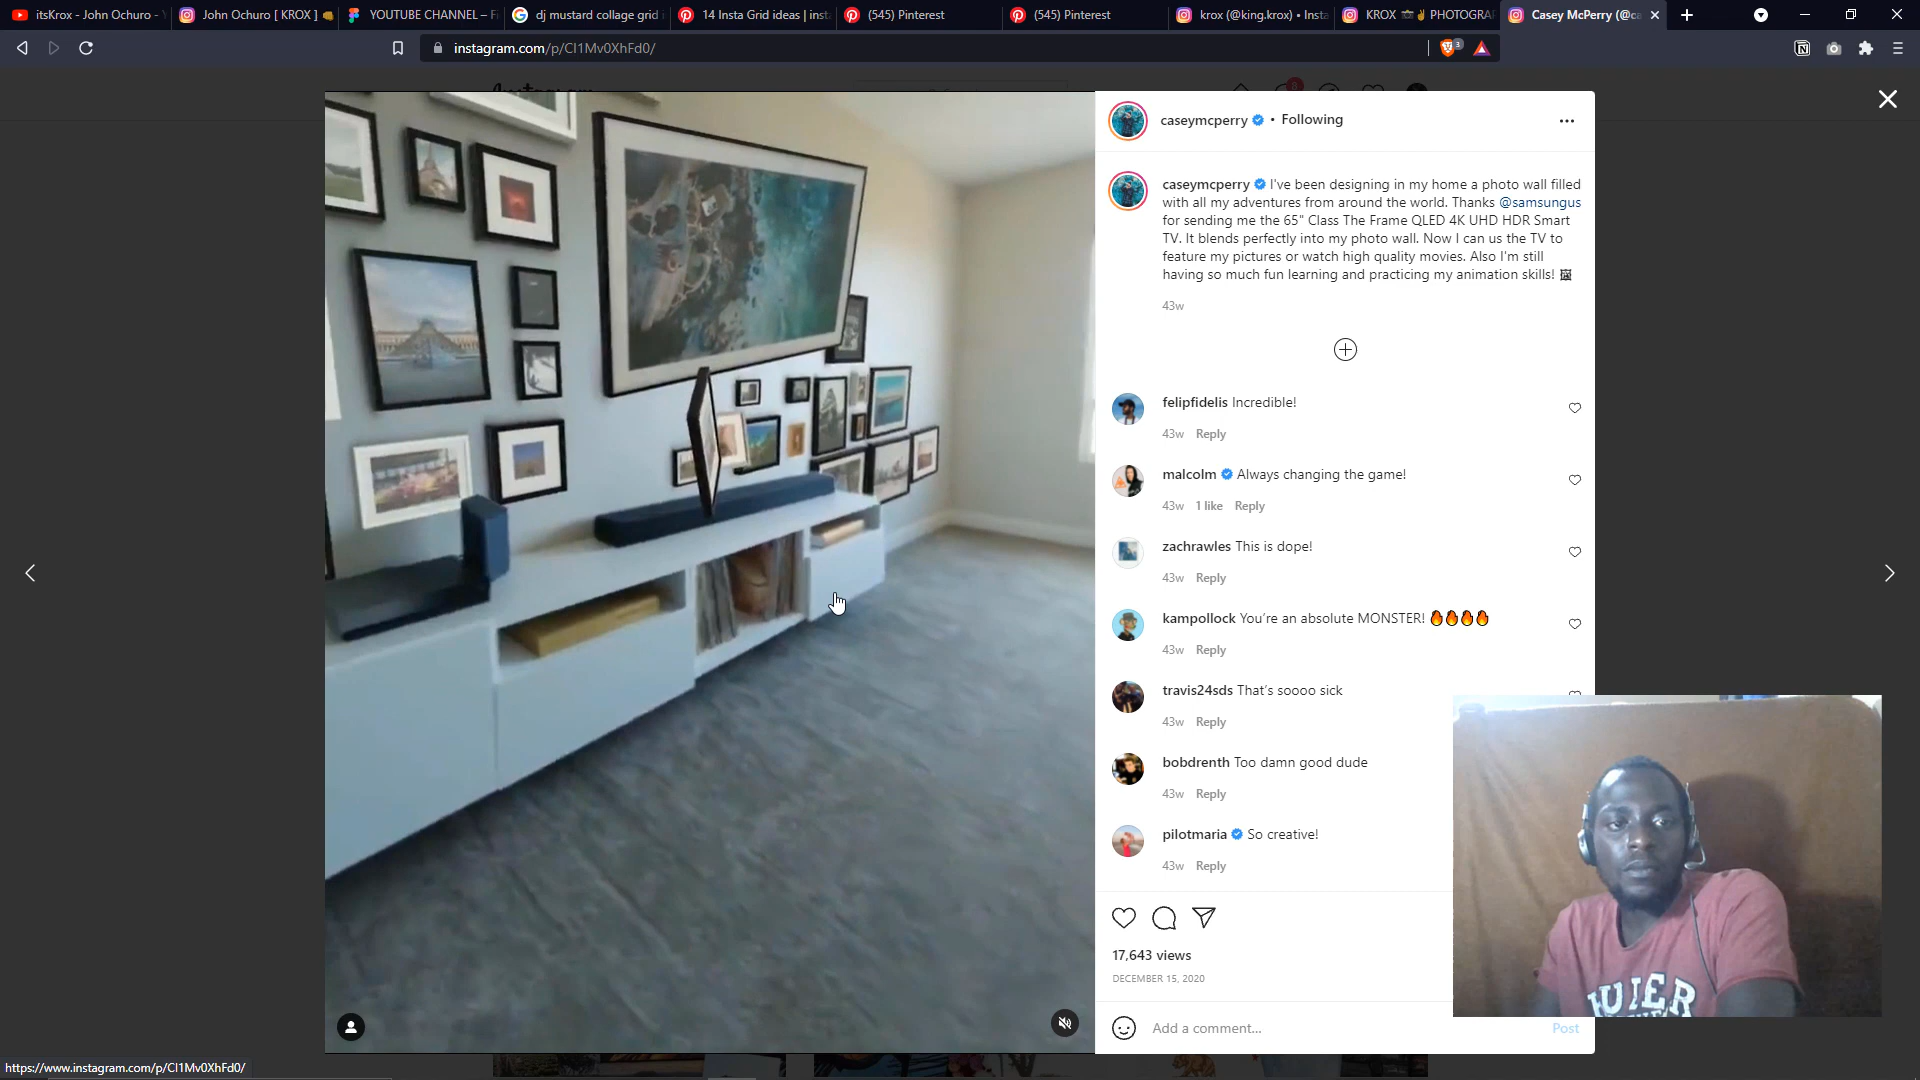 itsKrox - John Ochuro -
John Ochuro [ KROX ]
YOUTUBE CHANNEL – F
dj mustard collage grid
14 Insta Grid ideas | inst
(545) Pinterest
(545) Pinterest
krox (@king.krox) • Insta
KROX 📷✌ PHOTOGRA
Casey McPerry (@ca
instagram.com/p/CI1Mv0XhFd0/
3
8
caseymcperry • Following
caseymcperry I've been designing in my home a photo wall filled
with all my adventures from around the world. Thanks @samsungus
for sending me the 65" Class The Frame QLED 4K UHD HDR Smart
TV. It blends perfectly into my photo wall. Now I can us the TV to
feature my pictures or watch high quality movies. Also I'm still
having so much fun learning and practicing my animation skills! 🖼
43w
felipfidelis Incredible!
43w Reply
malcolm Always changing the game!
43w 1 like Reply
zachrawles This is dope!
43w Reply
kampollock You're an absolute MONSTER! 🔥🔥🔥🔥
43w Reply
travis24sds That's soooo sick
43w Reply
bobdrenth Too damn good dude
43w Reply
pilotmaria So creative!
43w Reply
17,643 views
DECEMBER 15, 2020
Add a comment...
Post
https://www.instagram.com/p/CI1Mv0XhFd0/